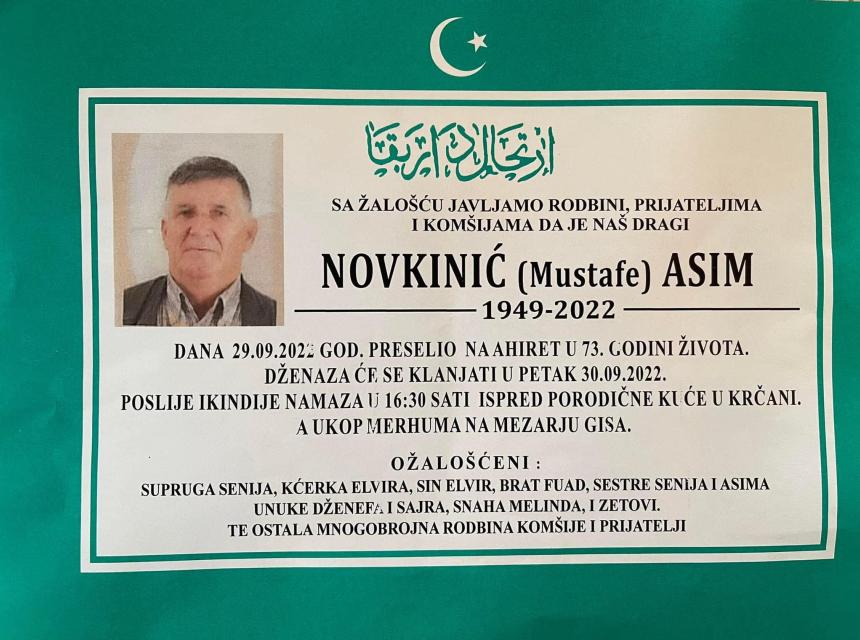 ارتحال دار بقا
SA ŽALOŠĆU JAVLJAMO RODBINI, PRIJATELJIMA
I KOMŠIJAMA DA JE NAŠ DRAGI
NOVKINIĆ (Mustafe) ASIM
1949-2022
DANA 29.09.2022 GOD. PRESELIO NA AHIRET U 73. GODINI ŽIVOTA.
DŽENAZA ĆE SE KLANJATI U PETAK 30.09.2022.
POSLIJE IKINDIJE NAMAZA U 16:30 SATI ISPRED PORODIČNE KUĆE U KRČANI.
A UKOP MERHUMA NA MEZARJU GISA.
OŽALOŠĆENI :
SUPRUGA SENIJA, KĆERKA ELVIRA, SIN ELVIR, BRAT FUAD, SESTRE SENIJA I ASIMA
UNUKE DŽENEFA I SAJRA, SNAHA MELINDA, I ZETOVI.
TE OSTALA MNOGOBROJNA RODBINA KOMŠIJE I PRIJATELJI